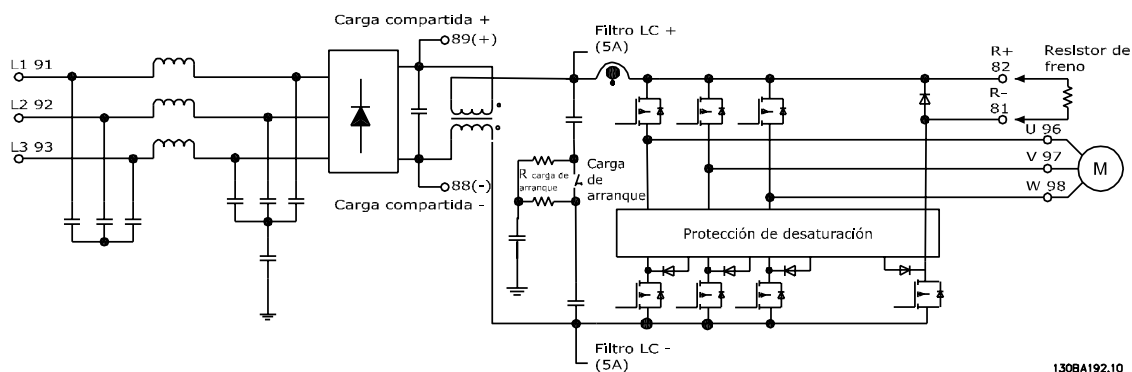 Carga compartida +
89(+)
Filtro LC +
(5A)
R+
82
Resistor de
freno
L1 91
L2 92
L3 93
R-
81
U 96
V 97
W 98
M
R carga de
arranque
Carga
de
arranque
88(-)
Carga compartida -
Protección de desaturación
Filtro LC -
(5A)
130BA192.10